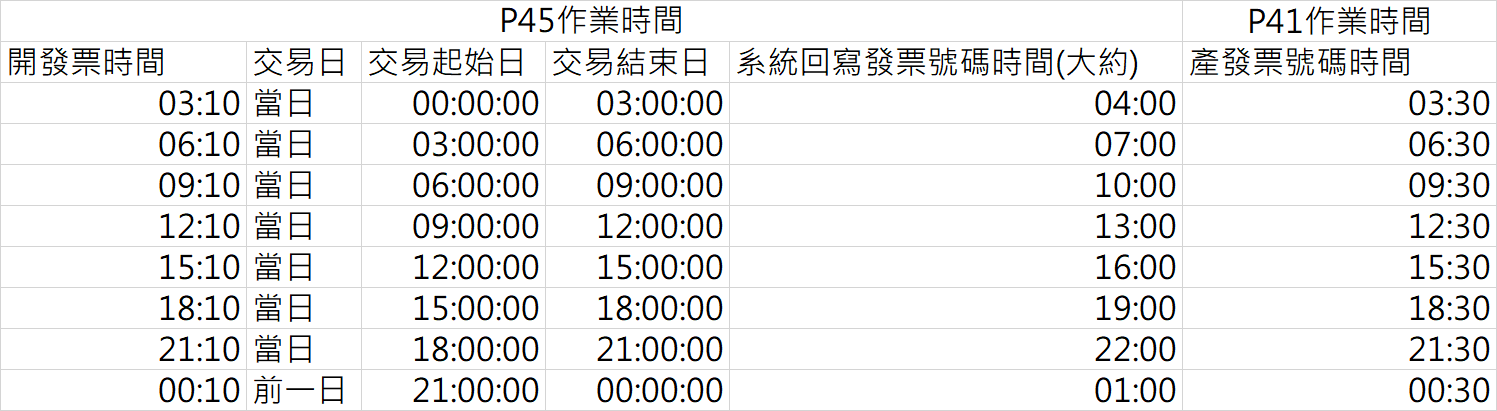 P45作業時間 P41作業時間
開發票時間 交易日 交易起始日 交易結束日 系統回寫發票號碼時間(大約) 產發票號碼時間
03:10 當日 00:00:00 03:00:00 04:00 03:30
06:10 當日 03:00:00 06:00:00 07:00 06:30
09:10 當日 06:00:00 09:00:00 10:00 09:30
12:10 當日 09:00:00 12:00:00 13:00 12:30
15:10 當日 12:00:00 15:00:00 16:00 15:30
18:10 當日 15:00:00 18:00:00 19:00 18:30
21:10 當日 18:00:00 21:00:00 22:00 21:30
00:10 前一日 21:00:00 00:00:00 01:00 00:30